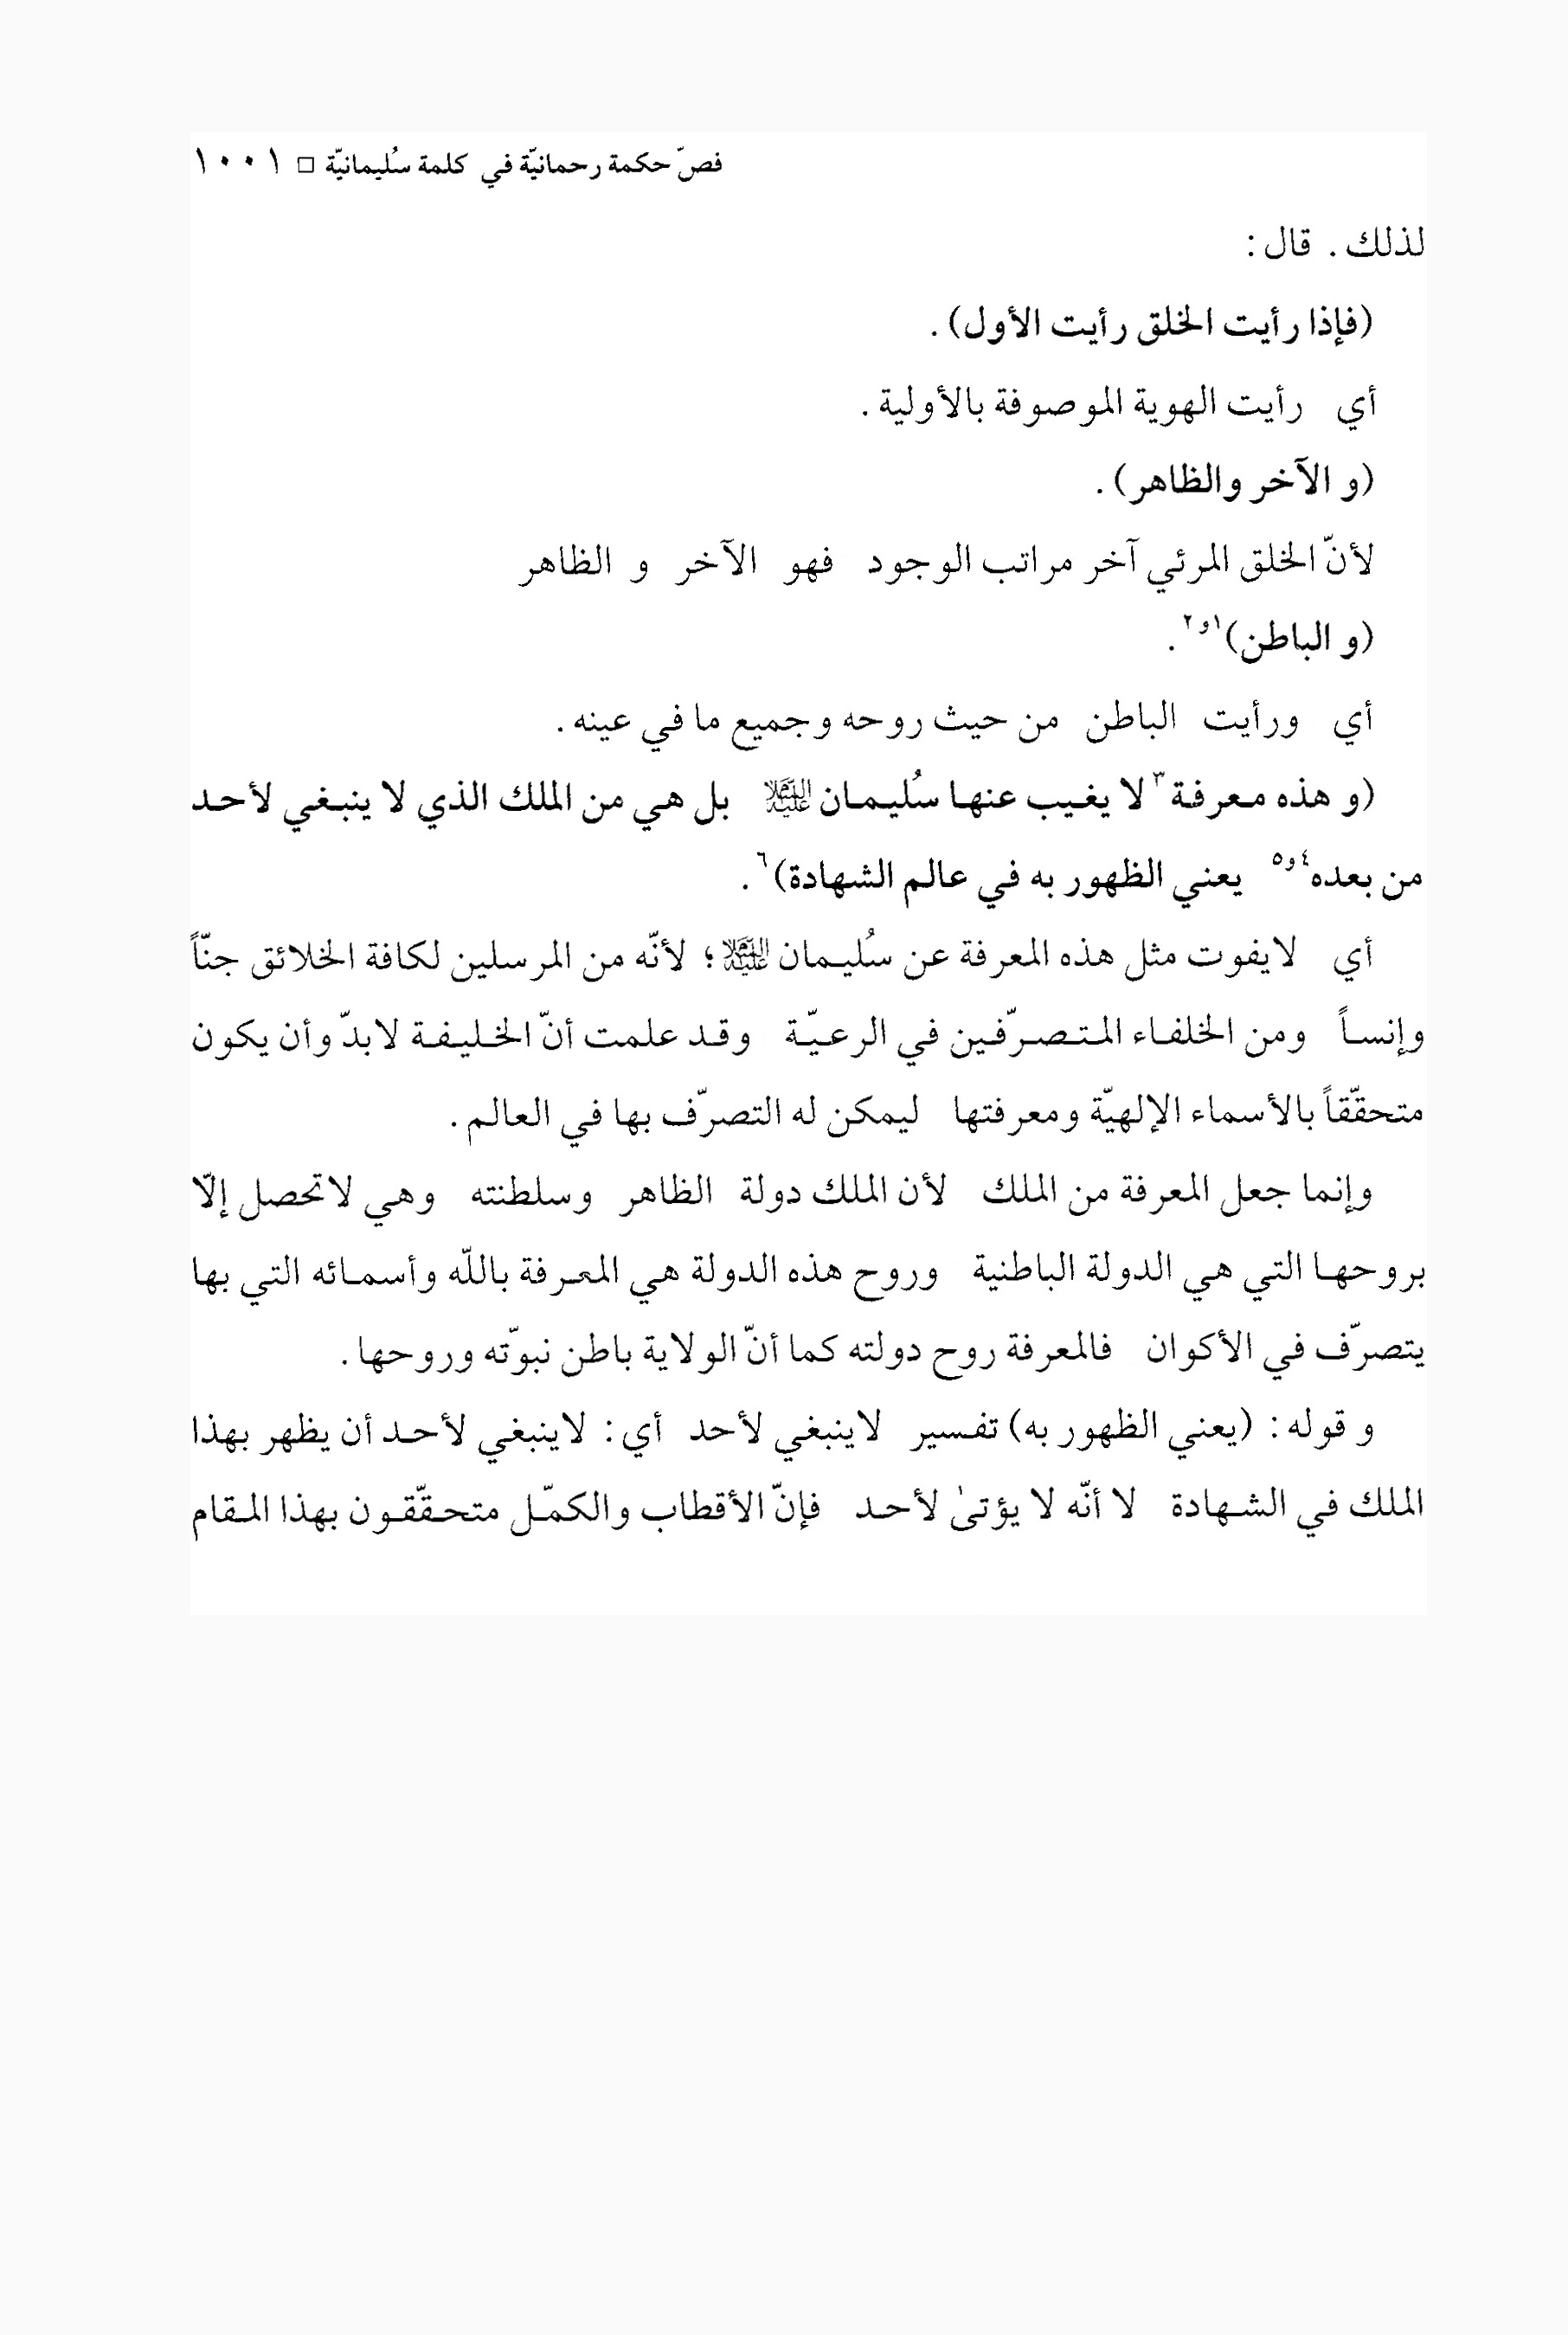 فصّ حكمة رحمانيّة في كلمة سُليمانيّة □ ١٠٠١
لذلك . قال :
(فإذا رأيت الخلق رأيت الأول) .
أي رأيت الهوية الموصوفة بالأولية .
(و الآخر والظاهر) .
لأنّ الخلق المرئي آخر مراتب الوجود فهو الآخر و الظاهر
(و الباطن)١و٢ .
أي ورأيت الباطن من حيث روحه وجميع ما في عينه .
(و هذه معرفة٣ لا يغيب عنها سُليمان عليه السلام بل هي من الملك الذي لا ينبغي لأحد
من بعده٤و٥ يعني الظهور به في عالم الشهادة)٦ .
أي لايفوت مثل هذه المعرفة عن سُليمان عليه السلام ؛ لأنّه من المرسلين لكافة الخلائق جنّاً
وإنساً ومن الخلفاء المتصرّفين في الرعيّة وقد علمت أنّ الخليفة لابدّ وأن يكون
متحقّقاً بالأسماء الإلهيّة ومعرفتها ليمكن له التصرّف بها في العالم .
وإنما جعل المعرفة من الملك لأن الملك دولة الظاهر وسلطنته وهي لاتحصل إلّا
بروحها التي هي الدولة الباطنية وروح هذه الدولة هي المعرفة باللّه وأسمائه التي بها
يتصرّف في الأكوان فالمعرفة روح دولته كما أنّ الولاية باطن نبوّته وروحها .
و قوله : (يعني الظهور به) تفسير لاينبغي لأحد أي : لاينبغي لأحد أن يظهر بهذا
الملك في الشهادة لا أنّه لا يؤتىٰ لأحد فإنّ الأقطاب والكمّل متحقّقون بهذا المقام